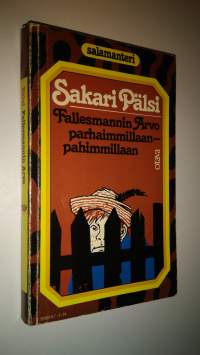 salamanteri
Sakari Pälsi
Fallesmannin Arvo
parhaimmillaan–
pahimmillaan
OTAVA